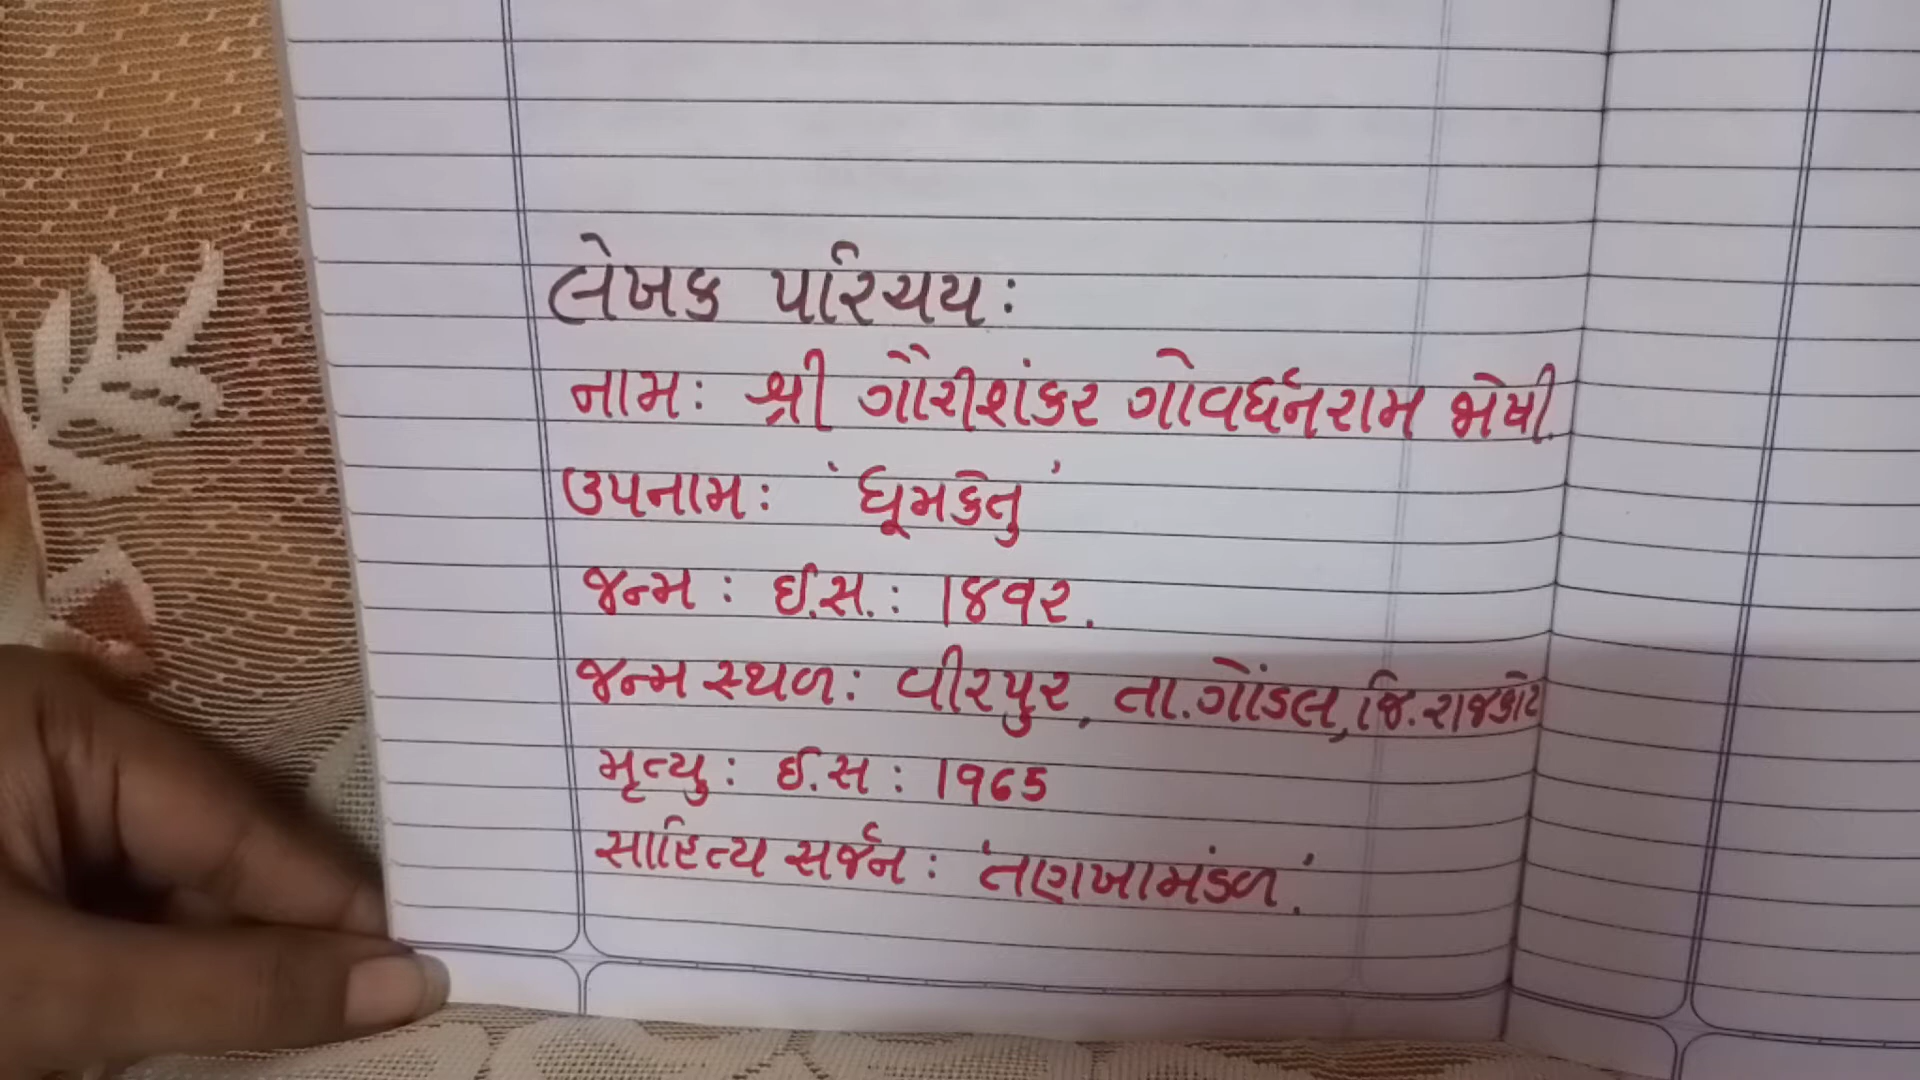 લેખક પરિચય:
નામ: શ્રી ગૌરીશંકર ગોવર્ધનરામ જોષી.
ઉપનામ: 'ધૂમકેતુ'
જન્મ : ઈ.સ.: 1૪૧૨.
જન્મ સ્થળ: વીરપુર, તા.ગોંડલ, જિ.રાજકોટ
મૃત્યુ: ઈ.સ : 1965
સાહિત્ય સર્જન : 'તણખામંડળ'.